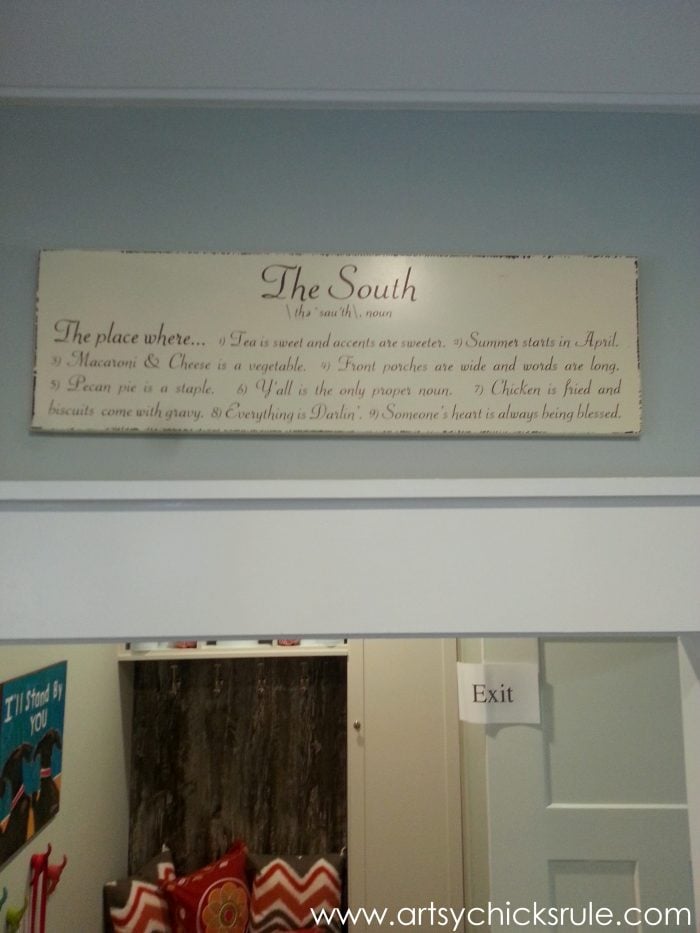 The South
\thə 'sau'th\, noun
The place where... 1) Tea is sweet and accents are sweeter. 2) Summer starts in April.
3) Macaroni & Cheese is a vegetable. 4) Front porches are wide and words are long.
5) Pecan pie is a staple. 6) Y'all is the only proper noun. 7) Chicken is fried and
biscuits come with gravy. 8) Everything is Darlin'. 9) Someone's heart is always being blessed.
I'll Stand By
YOU
Exit
www.artsychicksrule.com